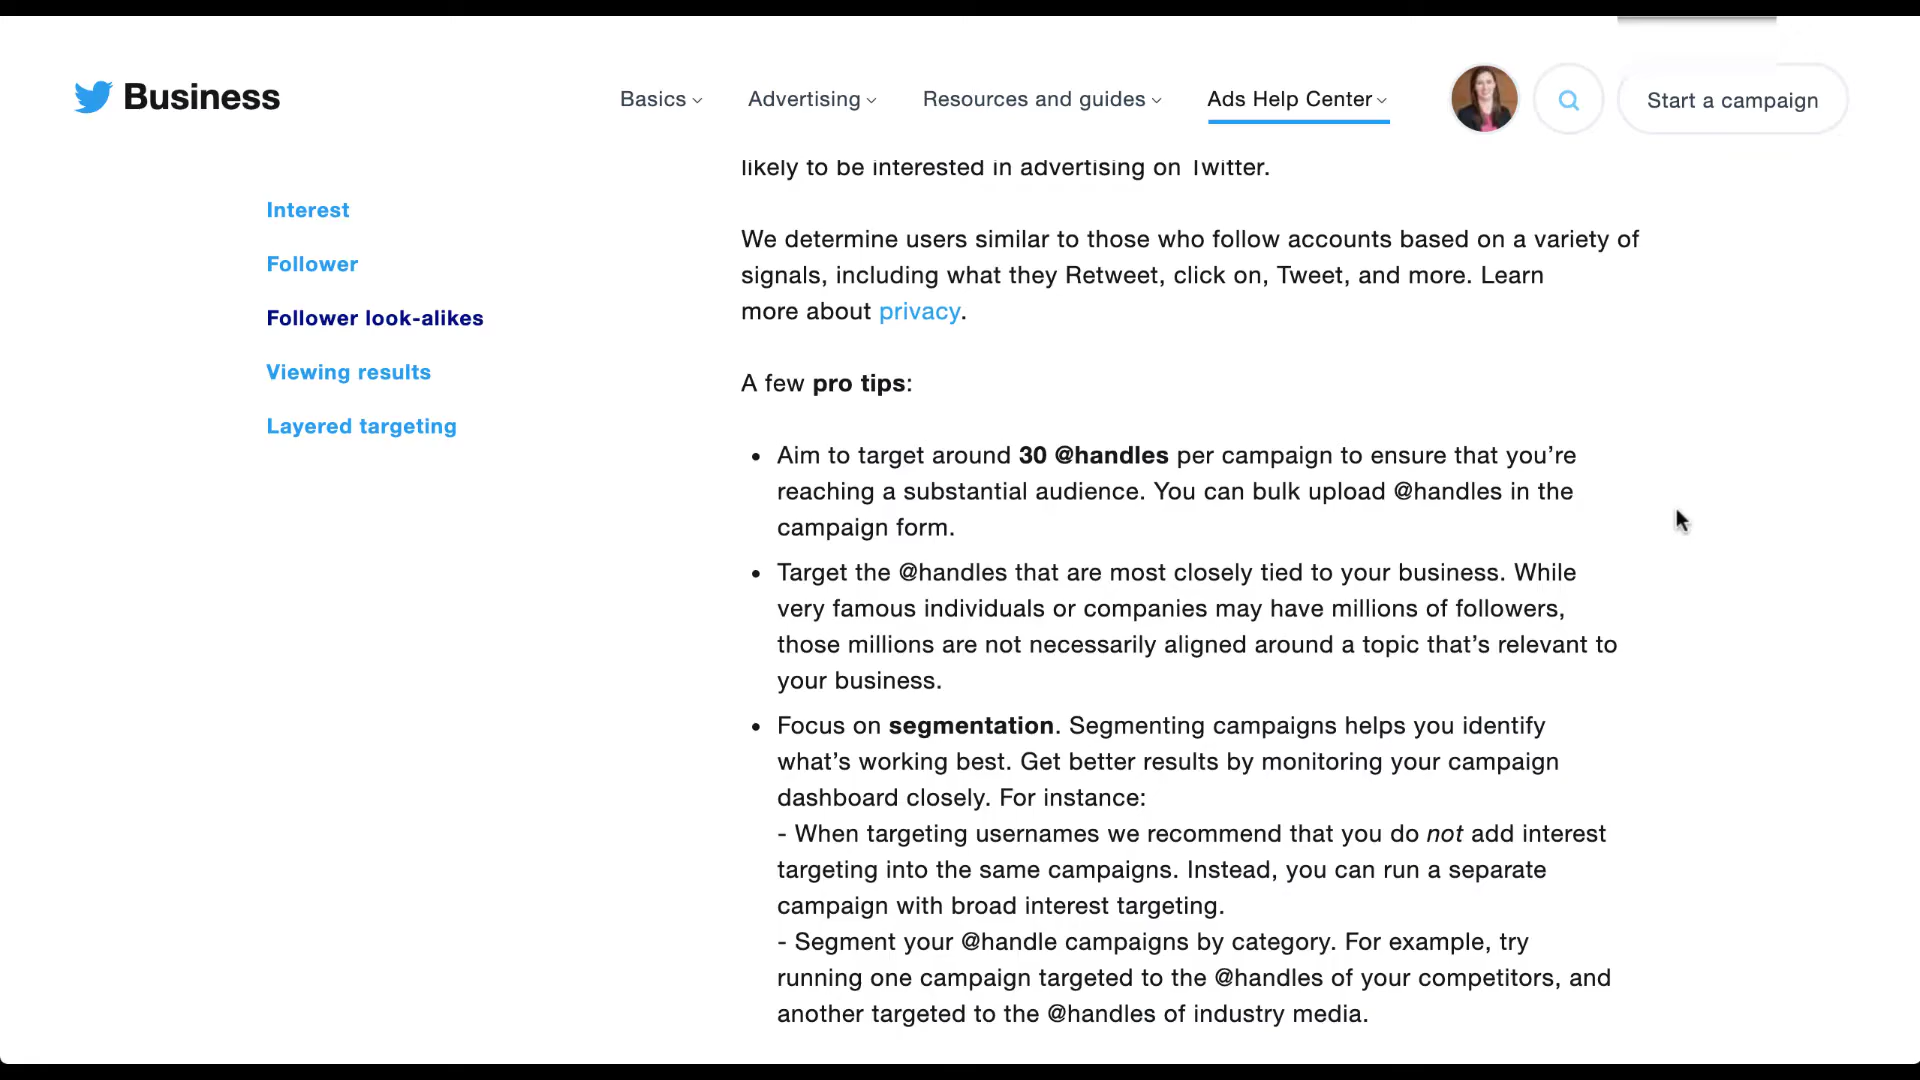 Business
Basics
Advertising
Resources and guides
Ads Help Center
Start a campaign
Interest
Follower
Follower look-alikes
Viewing results
Layered targeting
likely to be interested in advertising on Twitter.
We determine users similar to those who follow accounts based on a variety of
signals, including what they Retweet, click on, Tweet, and more. Learn
more about privacy.
A few pro tips:
• Aim to target around 30 @handles per campaign to ensure that you’re
reaching a substantial audience. You can bulk upload @handles in the
campaign form.
• Target the @handles that are most closely tied to your business. While
very famous individuals or companies may have millions of followers,
those millions are not necessarily aligned around a topic that’s relevant to
your business.
• Focus on segmentation. Segmenting campaigns helps you identify
what’s working best. Get better results by monitoring your campaign
dashboard closely. For instance:
- When targeting usernames we recommend that you do not add interest
targeting into the same campaigns. Instead, you can run a separate
campaign with broad interest targeting.
- Segment your @handle campaigns by category. For example, try
running one campaign targeted to the @handles of your competitors, and
another targeted to the @handles of industry media.